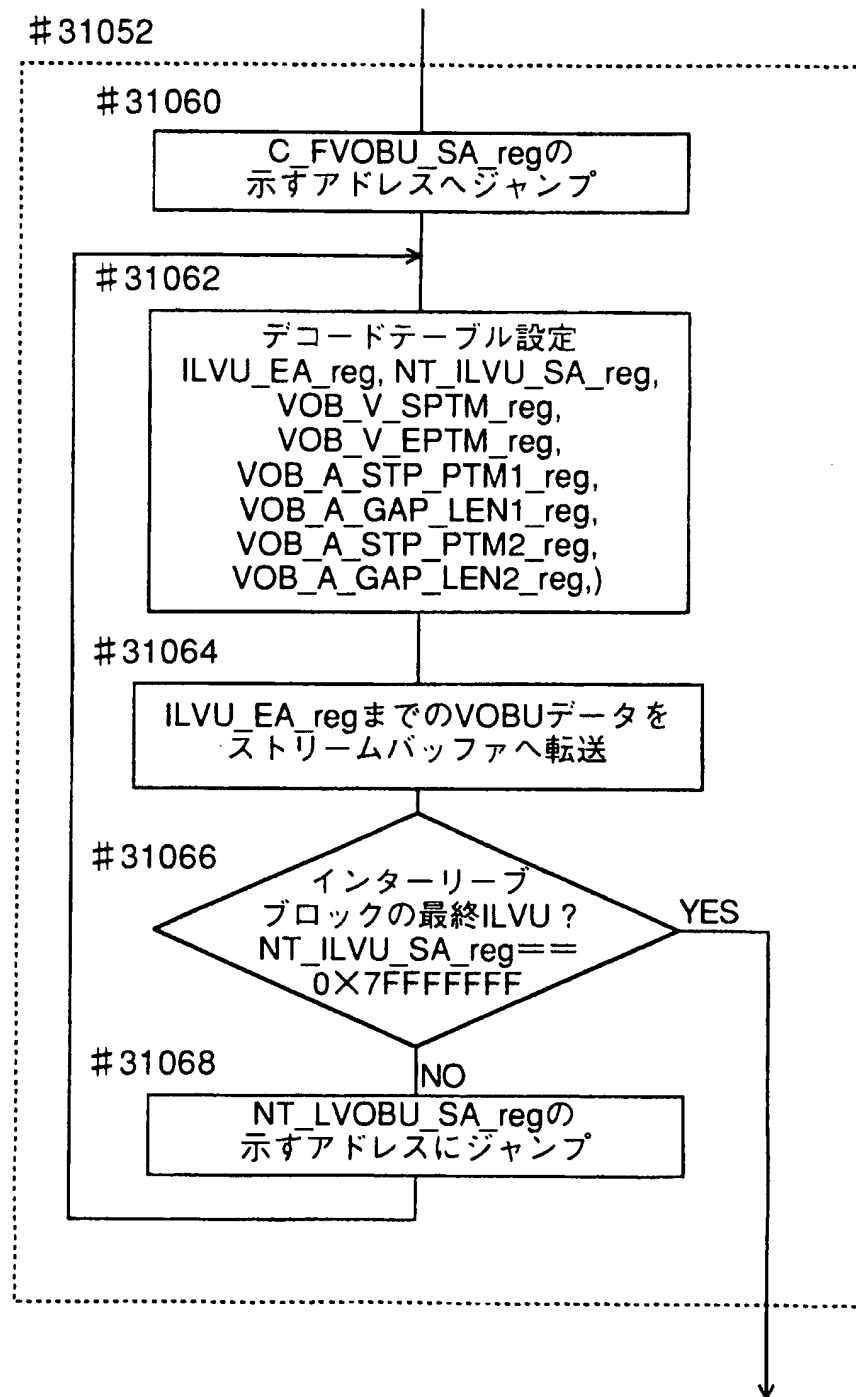 #31052
#31060
C_FVOBU_SA_regの
示すアドレスへジャンプ
#31062
デコードテーブル設定
ILVU_EA_reg, NT_ILVU_SA_reg,
VOB_V_SPTM_reg,
VOB_V_EPTM_reg,
VOB_A_STP_PTM1_reg,
VOB_A_GAP_LEN1_reg,
VOB_A_STP_PTM2_reg,
VOB_A_GAP_LEN2_reg,)
#31064
ILVU_EA_regまでのVOBUデータを
ストリームバッファへ転送
#31066
インターリーブ
ブロックの最終ILVU?
NT_ILVU_SA_reg==
0×7FFFFFFF
YES
#31068
NO
NT_LVOBU_SA_regの
示すアドレスにジャンプ